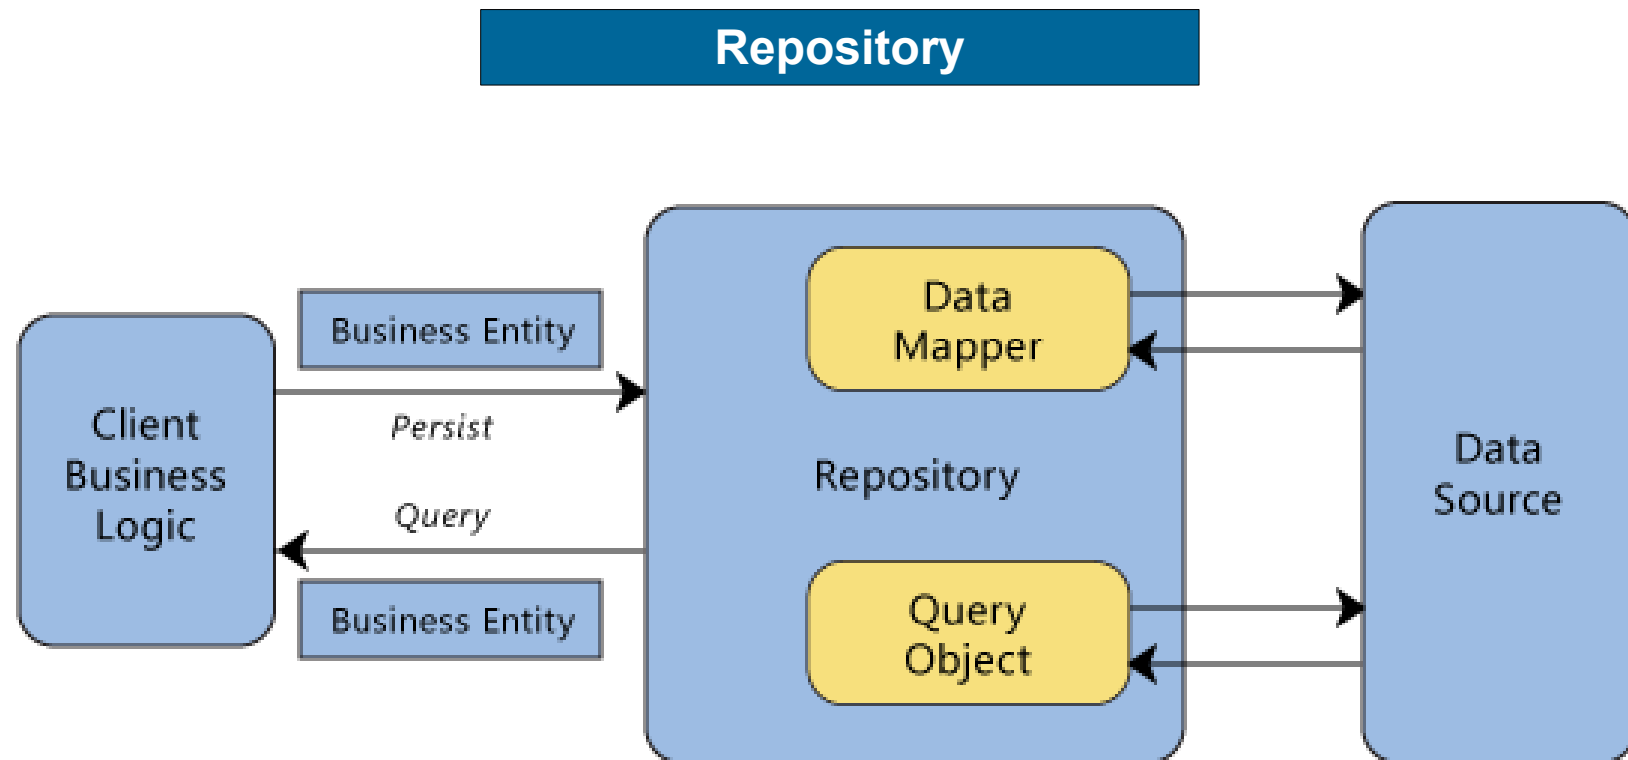 Repository
Business Entity
Persist
Client
Business
Logic
Query
Business Entity
Data
Mapper
Repository
Query
Object
Data
Source